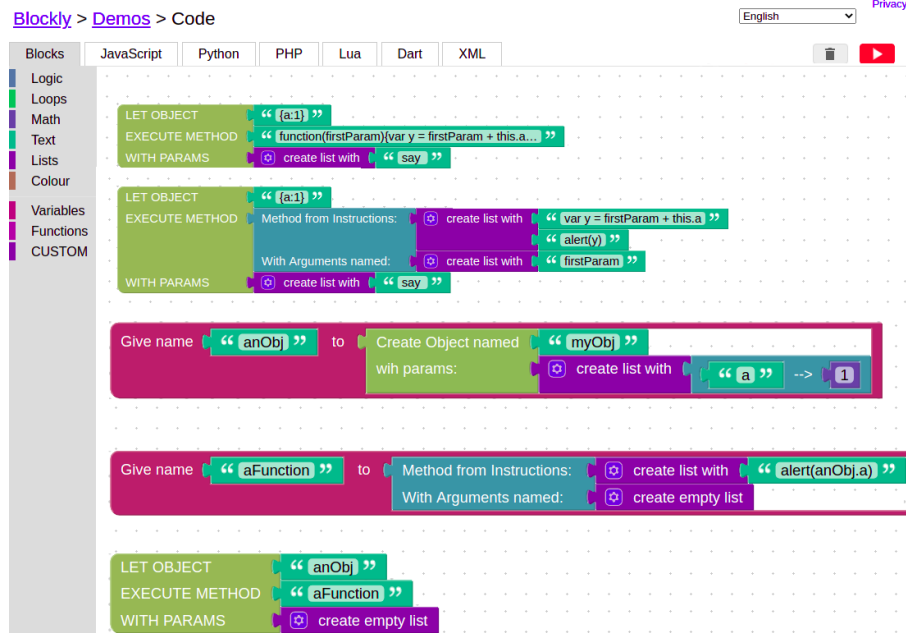 Privacy
Blockly > Demos > Code
English
Blocks JavaScript Python PHP Lua Dart XML
Logic
Loops
Math
Text
Lists
Colour
Variables
Functions
CUSTOM
LET OBJECT “ {a:1} ”
EXECUTE METHOD “ function(firstParam){var y = firstParam + this.a... ”
WITH PARAMS create list with “ say ”
LET OBJECT “ {a:1} ”
EXECUTE METHOD Method from Instructions: create list with “ var y = firstParam + this.a ”
“ alert(y) ”
With Arguments named: create list with “ firstParam ”
WITH PARAMS create list with “ say ”
Give name “ anObj ” to Create Object named “ myObj ”
wih params: create list with “ a ” --> 1
Give name “ aFunction ” to Method from Instructions: create list with “ alert(anObj.a) ”
With Arguments named: create empty list
LET OBJECT “ anObj ”
EXECUTE METHOD “ aFunction ”
WITH PARAMS create empty list